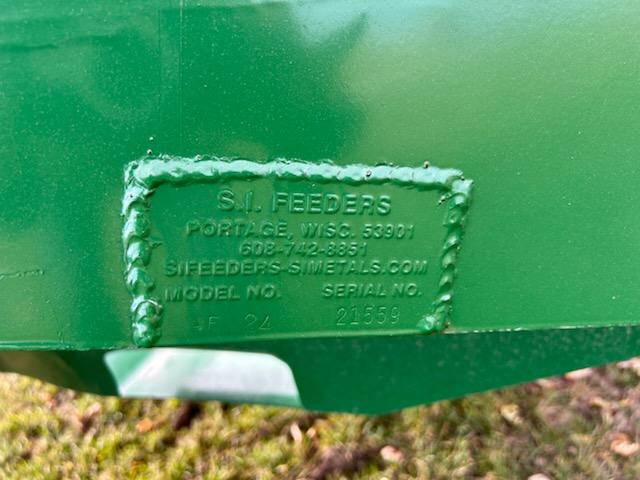 S.I. FEEDERS
PORTAGE, WISC. 53901
608-742-8851
SIFEEDERS-SIMETALS.COM
MODEL NO. SERIAL NO.
24 21559